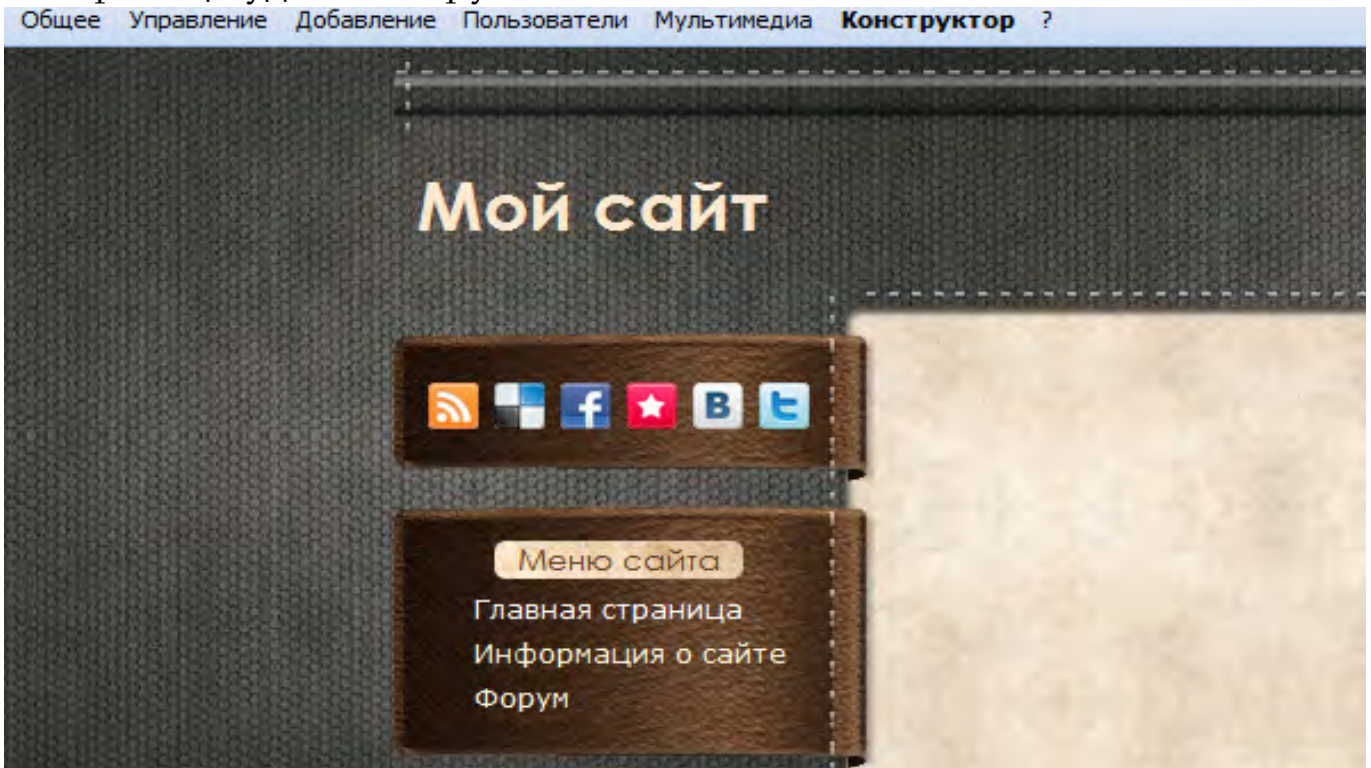 Общее Управление Добавление Пользователи Мультимедиа Конструктор ?
Мой сайт
Меню сайта
Главная страница
Информация о сайте
Форум